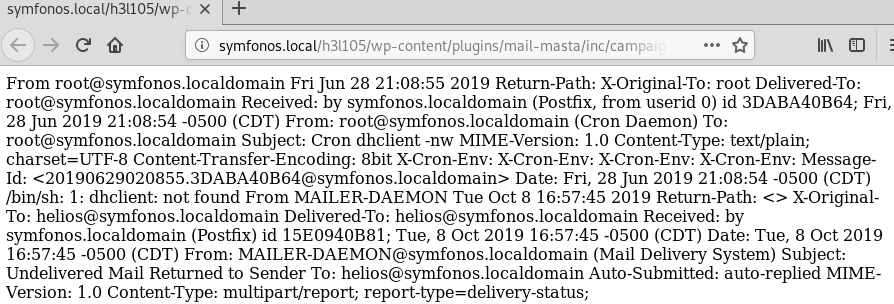 symfonos.local/h3l105/wp-c
symfonos.local/h3l105/wp-content/plugins/mail-masta/inc/campaig
From root@symfonos.localdomain Fri Jun 28 21:08:55 2019 Return-Path: X-Original-To: root Delivered-To:
root@symfonos.localdomain Received: by symfonos.localdomain (Postfix, from userid 0) id 3DABA40B64; Fri,
28 Jun 2019 21:08:54 -0500 (CDT) From: root@symfonos.localdomain (Cron Daemon) To:
root@symfonos.localdomain Subject: Cron dhclient -nw MIME-Version: 1.0 Content-Type: text/plain;
charset=UTF-8 Content-Transfer-Encoding: 8bit X-Cron-Env: X-Cron-Env: X-Cron-Env: X-Cron-Env: Message-
Id: <20190629020855.3DABA40B64@symfonos.localdomain> Date: Fri, 28 Jun 2019 21:08:54 -0500 (CDT)
/bin/sh: 1: dhclient: not found From MAILER-DAEMON Tue Oct 8 16:57:45 2019 Return-Path: <> X-Original-
To: helios@symfonos.localdomain Delivered-To: helios@symfonos.localdomain Received: by
symfonos.localdomain (Postfix) id 15E0940B81; Tue, 8 Oct 2019 16:57:45 -0500 (CDT) Date: Tue, 8 Oct 2019
16:57:45 -0500 (CDT) From: MAILER-DAEMON@symfonos.localdomain (Mail Delivery System) Subject:
Undelivered Mail Returned to Sender To: helios@symfonos.localdomain Auto-Submitted: auto-replied MIME-
Version: 1.0 Content-Type: multipart/report; report-type=delivery-status;